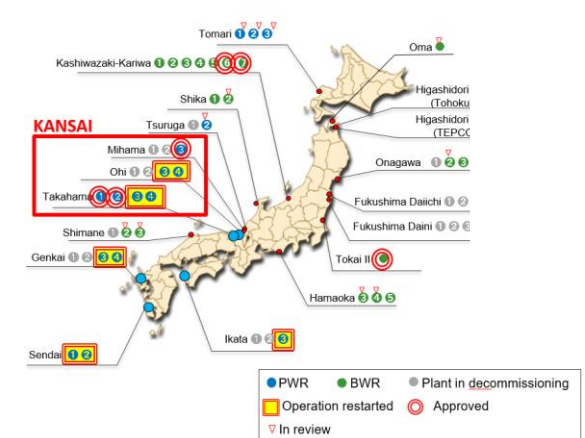 Tomari 1 2 3
Oma
Kashiwazaki-Kariwa 1 2 3 4 5 6 7
Higashidori
(Tohoku
Shika 1 2
Higashidori
(TEPCO
KANSAI
Tsuruga 1 2
Mihama 1 2 3
Onagawa 1 2 3
Ohi 1 2 3 4
Takahama 1 2 3 4
Fukushima Daiichi 1 2
Fukushima Daini 1 2 3
Shimane 1 2 3
Genkai 1 2 3 4
Tokai II
Hamaoka 3 4 5
Ikata 1 2 3
Sendai 1 2
PWR
BWR
Plant in decommissioning
Operation restarted
Approved
In review